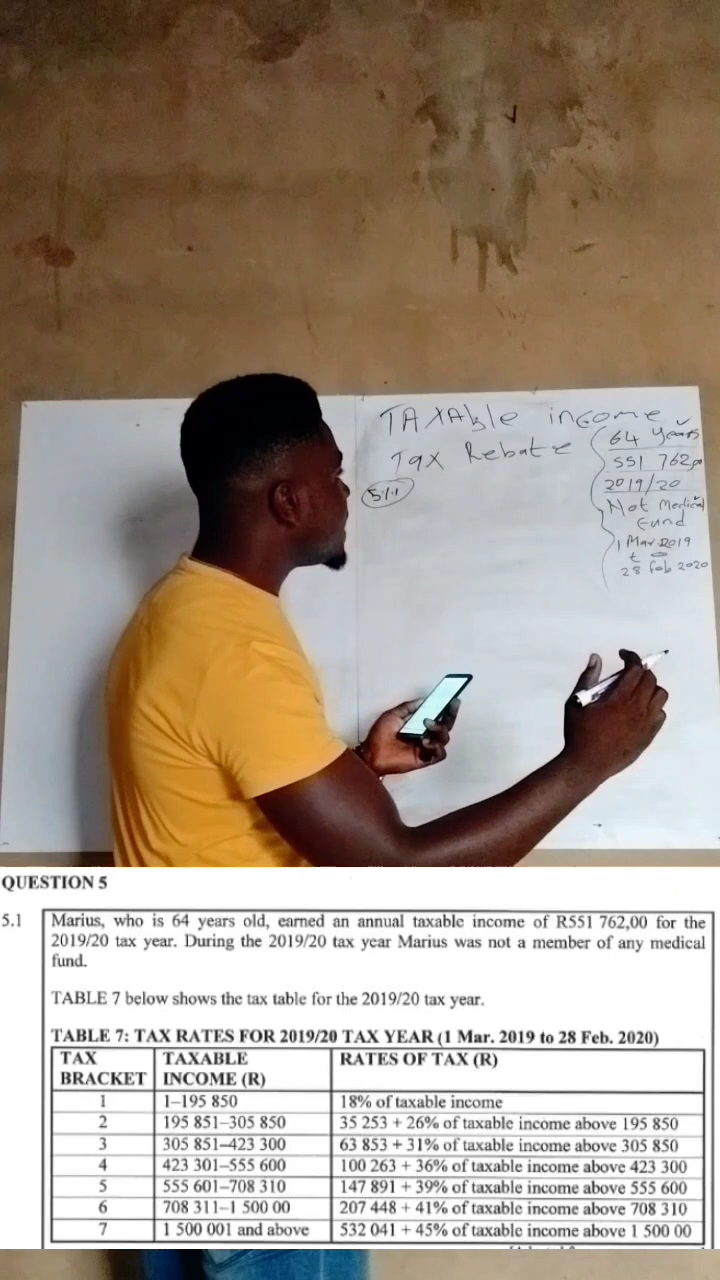 TAXAble income
Tax Rebate
5.1.1
64 years
551 762,00
2019/20
Not Medical
Fund
1 Mar 2019
to
28 feb 2020
QUESTION 5
5.1 Marius, who is 64 years old, earned an annual taxable income of R551 762,00 for the
2019/20 tax year. During the 2019/20 tax year Marius was not a member of any medical
fund.
TABLE 7 below shows the tax table for the 2019/20 tax year.
TABLE 7: TAX RATES FOR 2019/20 TAX YEAR (1 Mar. 2019 to 28 Feb. 2020)
TAX BRACKET TAXABLE INCOME (R) RATES OF TAX (R)
1 1–195 850 18% of taxable income
2 195 851–305 850 35 253 + 26% of taxable income above 195 850
3 305 851–423 300 63 853 + 31% of taxable income above 305 850
4 423 301–555 600 100 263 + 36% of taxable income above 423 300
5 555 601–708 310 147 891 + 39% of taxable income above 555 600
6 708 311–1 500 00 207 448 + 41% of taxable income above 708 310
7 1 500 001 and above 532 041 + 45% of taxable income above 1 500 00